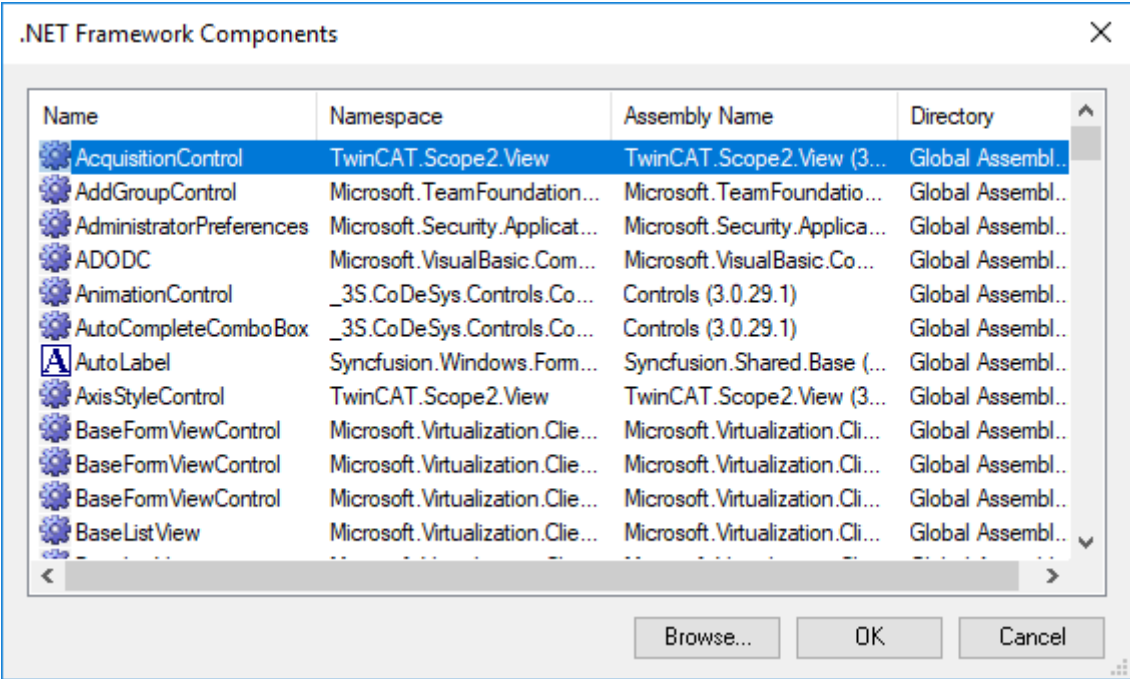 .NET Framework Components
Name Namespace Assembly Name Directory
AcquisitionControl TwinCAT.Scope2.View TwinCAT.Scope2.View (3... Global Assembl..
AddGroupControl Microsoft.TeamFoundation... Microsoft.TeamFoundatio... Global Assembl..
AdministratorPreferences Microsoft.Security.Applicat... Microsoft.Security.Applica... Global Assembl..
ADODC Microsoft.VisualBasic.Com... Microsoft.VisualBasic.Co... Global Assembl..
AnimationControl _3S.CoDeSys.Controls.Co... Controls (3.0.29.1) Global Assembl..
AutoCompleteComboBox _3S.CoDeSys.Controls.Co... Controls (3.0.29.1) Global Assembl..
A AutoLabel Syncfusion.Windows.Form... Syncfusion.Shared.Base (... Global Assembl..
AxisStyleControl TwinCAT.Scope2.View TwinCAT.Scope2.View (3... Global Assembl..
BaseFormViewControl Microsoft.Virtualization.Clie... Microsoft.Virtualization.Cli... Global Assembl..
BaseFormViewControl Microsoft.Virtualization.Clie... Microsoft.Virtualization.Cli... Global Assembl..
BaseFormViewControl Microsoft.Virtualization.Clie... Microsoft.Virtualization.Cli... Global Assembl..
BaseListView Microsoft.Virtualization.Clie... Microsoft.Virtualization.Cli... Global Assembl..
Browse... OK Cancel